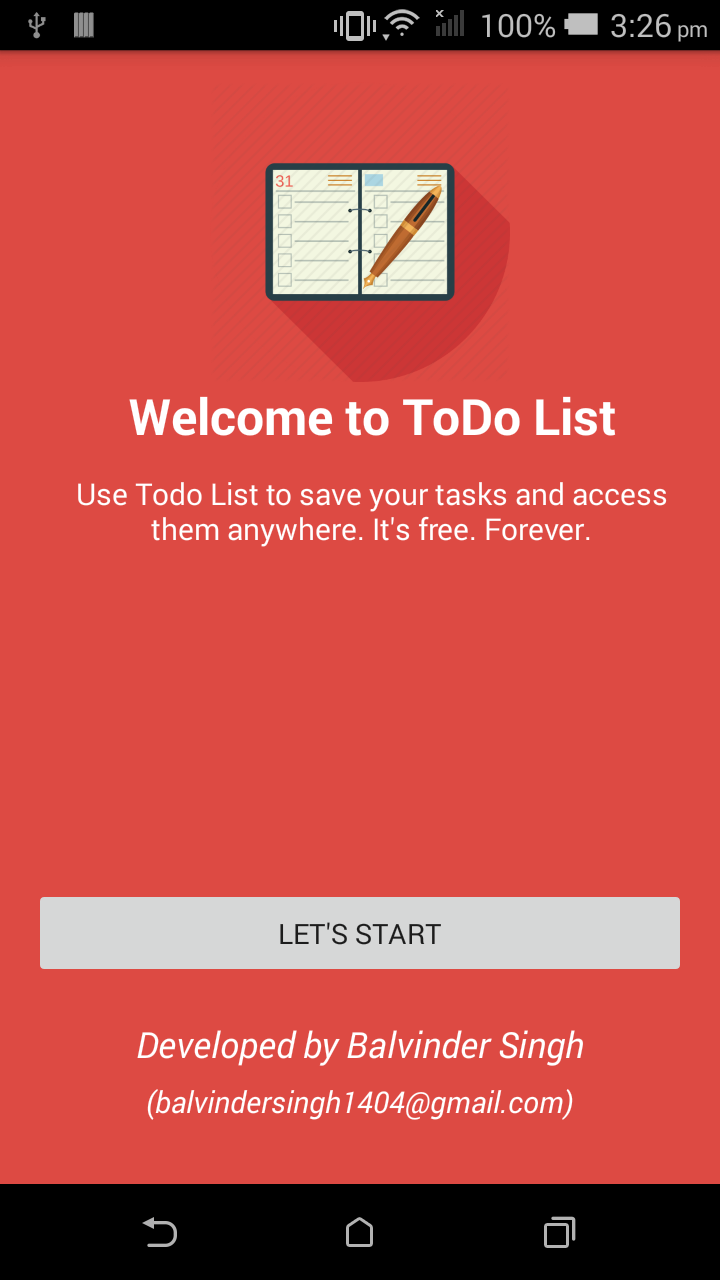 100% 3:26 pm
31
Welcome to ToDo List
Use Todo List to save your tasks and access
them anywhere. It's free. Forever.
LET'S START
Developed by Balvinder Singh
(balvindersingh1404@gmail.com)